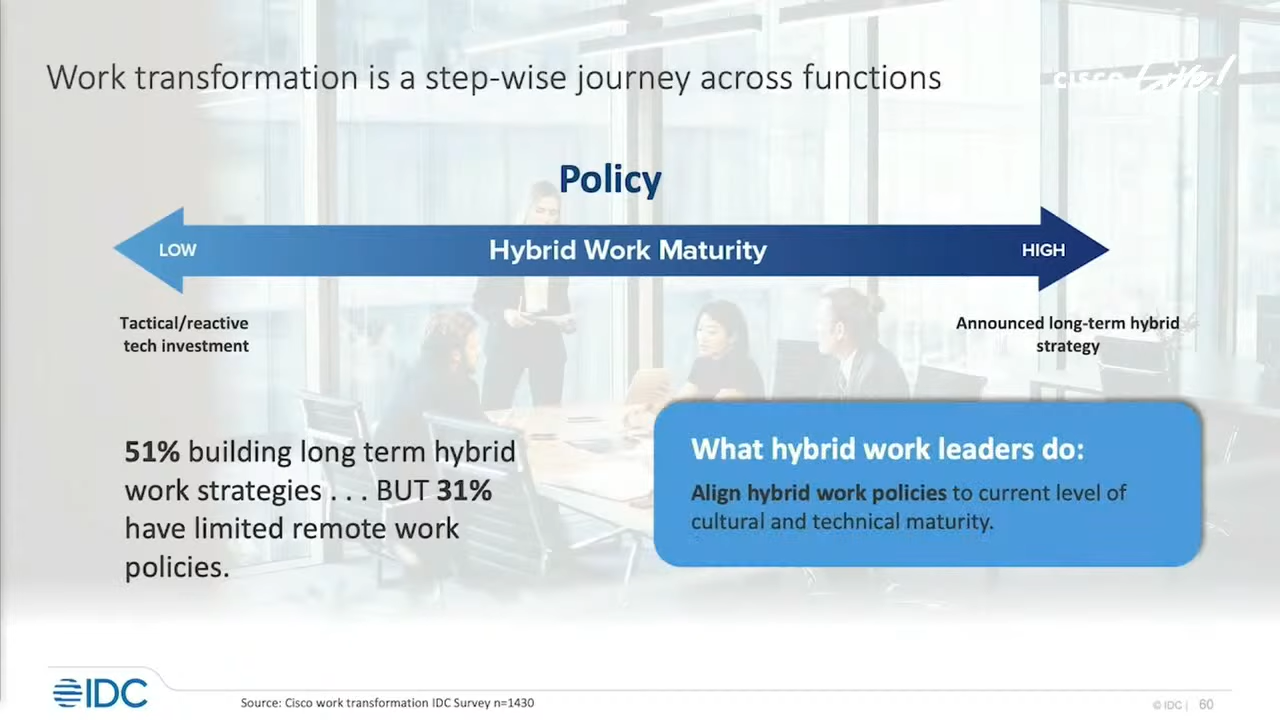 Work transformation is a step-wise journey across functions
CISCO Live!
Policy
LOW
Hybrid Work Maturity
HIGH
Tactical/reactive
tech investment
Announced long-term hybrid
strategy
51% building long term hybrid
work strategies . . . BUT 31%
have limited remote work
policies.
What hybrid work leaders do:
Align hybrid work policies to current level of
cultural and technical maturity.
IDC
Source: Cisco work transformation IDC Survey n=1430
© IDC | 60